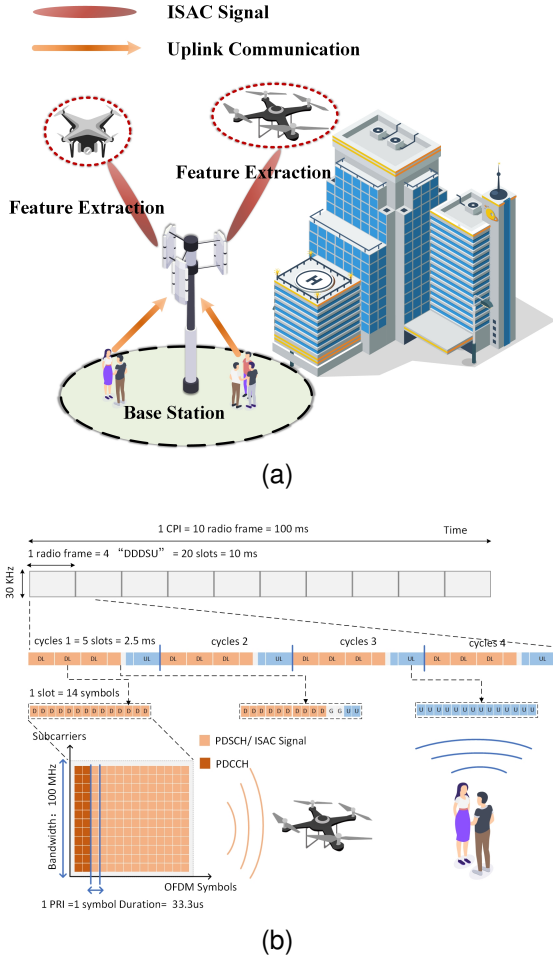 ISAC Signal
Uplink Communication
Feature Extraction
Feature Extraction
H
Base Station
(a)
1 CPI = 10 radio frame = 100 ms
Time
1 radio frame = 4 “DDDSU” = 20 slots = 10 ms
30 KHz
cycles 1 = 5 slots = 2.5 ms
cycles 2
cycles 3
cycles 4
DL DL DL DL UL DL DL DL DL UL DL DL DL DL UL DL DL DL DL UL
1 slot = 14 symbols
D D D D D D D D D D D D D D
D D D D D D D D D D G G U U
U U U U U U U U U U U U U U
Subcarriers
PDSCH/ ISAC Signal
PDCCH
Bandwidth: 100 MHz
OFDM Symbols
1 PRI =1 symbol Duration= 33.3us
(b)